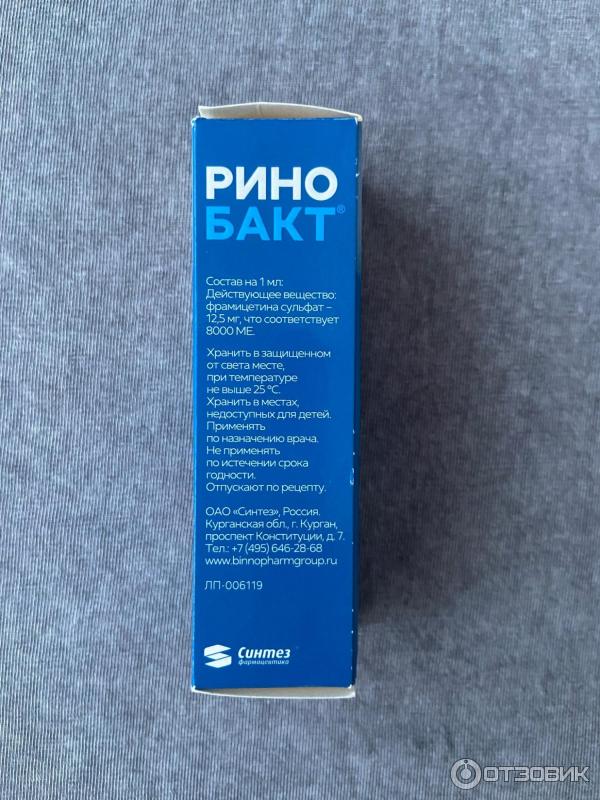 РИНО
БАКТ®
Состав на 1 мл:
Действующее вещество:
фрамицетина сульфат –
12,5 мг, что соответствует
8000 МЕ.
Хранить в защищенном
от света месте,
при температуре
не выше 25 °С.
Хранить в местах,
недоступных для детей.
Применять
по назначению врача.
Не применять
по истечении срока
годности.
Отпускают по рецепту.
ОАО «Синтез», Россия.
Курганская обл., г. Курган,
проспект Конституции, д. 7.
Тел.: +7 (495) 646-28-68
www.binnopharmgroup.ru
ЛП-006119
Синтез
фармацевтика
ОТЗОВИК